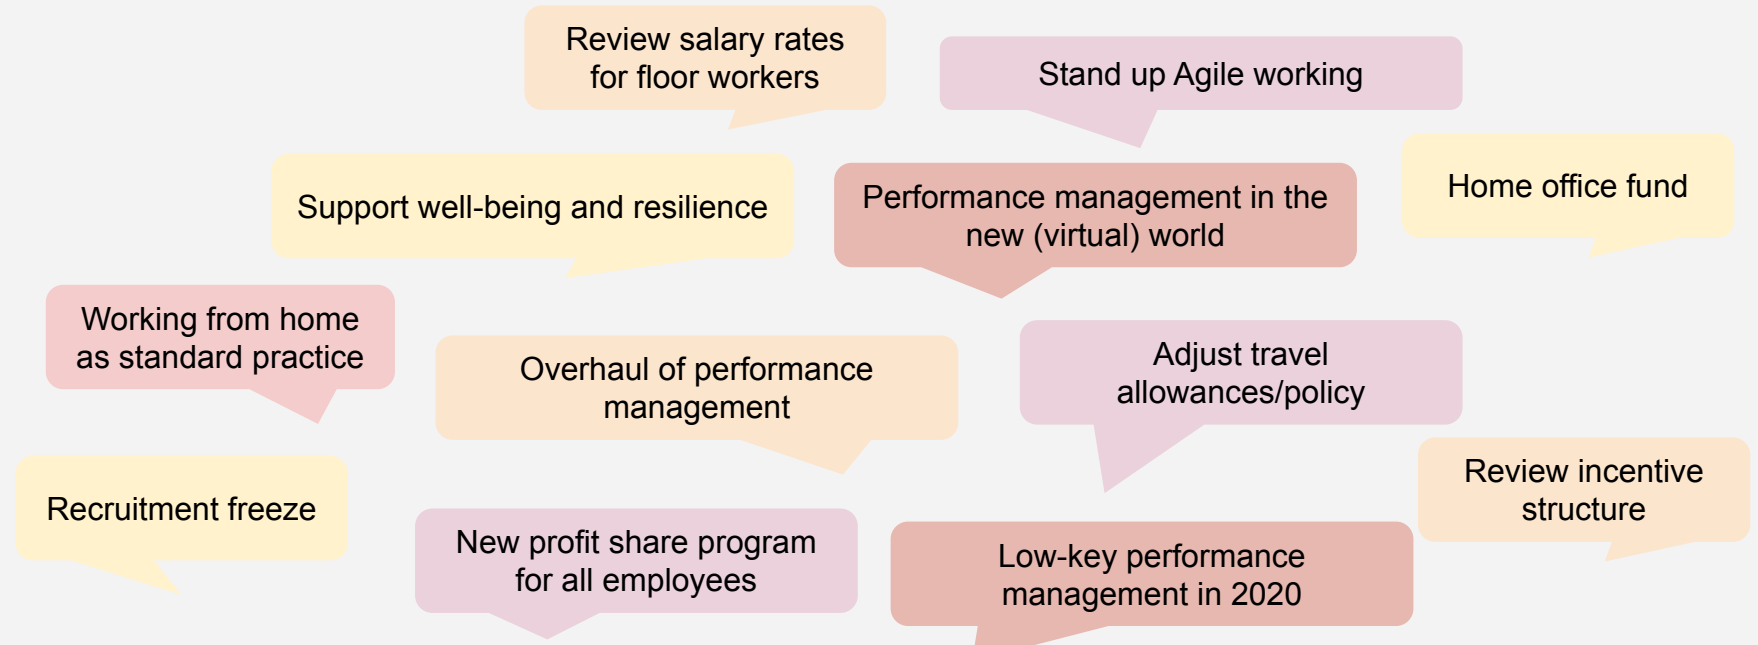 Review salary rates
for floor workers
Stand up Agile working
Support well-being and resilience
Performance management in the
new (virtual) world
Home office fund
Working from home
as standard practice
Overhaul of performance
management
Adjust travel
allowances/policy
Recruitment freeze
New profit share program
for all employees
Low-key performance
management in 2020
Review incentive
structure